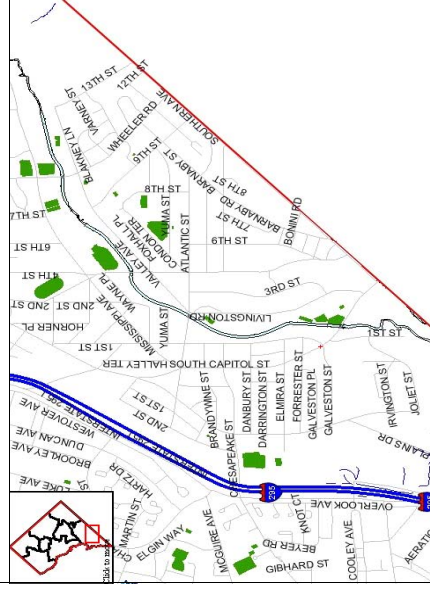 13TH ST
12TH ST
VARNEY ST
WHEELER RD
SOUTHERN AVE
BLAKNEY LN
9TH ST
BARNABY ST
8TH ST
8TH ST
BARNABY RD
7TH ST
7TH ST
BONINI RD
YUMA ST
ATLANTIC ST
FOXHALL PL
CONDON TER
VALLEY AVE
6TH ST
6TH ST
4TH ST
3RD ST
WAYNE PL
2ND ST
2ND ST
MISSISSIPPI AVE
YUMA ST
LIVINGSTON RD
HORNER PL
1ST ST
1ST ST
HALLEY TER
SOUTH CAPITOL ST
1ST ST
2ND ST
BRANDYWINE ST
DANBURY ST
DARRINGTON ST
ELMIRA ST
FORRESTER ST
GALVESTON PL
GALVESTON ST
IRVINGTON ST
JOLIET ST
INTERSTATE 295
WESTOVER AVE
DUNCAN AVE
BROOKLEY AVE
LUKE AVE
CHESAPEAKE ST
HARTZ DR
295
OVERLOOK AVE
KNOT CT
MARTIN ST
ELGIN WAY
MCGUIRE AVE
BEYER RD
COOLEY AVE
GIBHARD ST
Click to